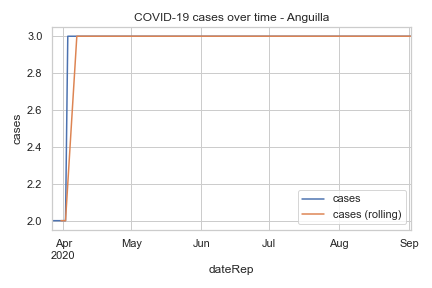 COVID-19 cases over time - Anguilla
cases
3.0
2.8
2.6
2.4
2.2
2.0
cases
cases (rolling)
Apr May Jun Jul Aug Sep
2020
dateRep